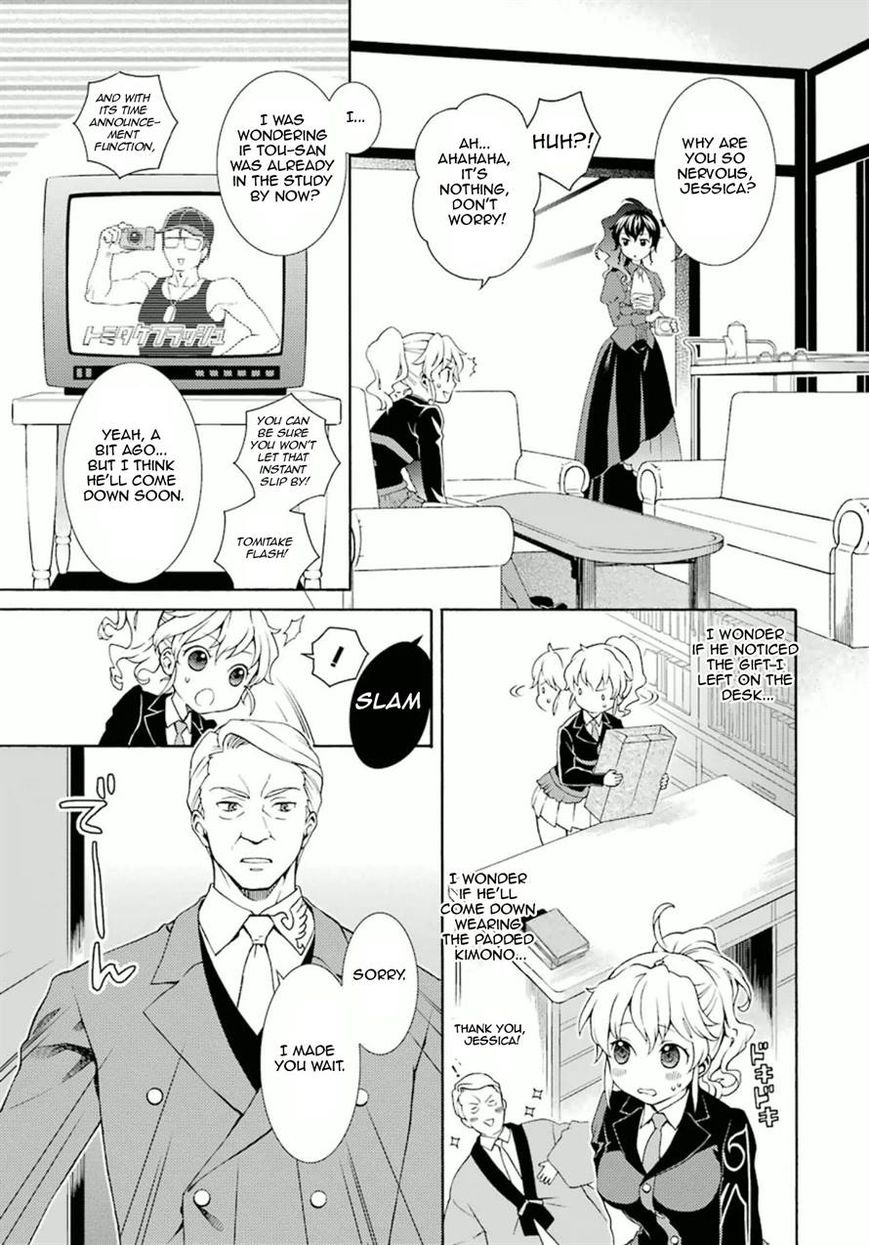 WHY ARE
YOU SO
NERVOUS,
JESSICA?
HUH?!
AH...
AHAHAHA,
IT'S
NOTHING,
DON'T
WORRY!
I...
I WAS
WONDERING
IF TOU-SAN
WAS ALREADY
IN THE STUDY
BY NOW?
AND WITH
ITS TIME
ANNOUNCE-
MENT
FUNCTION,
トミタケフラッシュ
YOU CAN
BE SURE
YOU WON'T
LET THAT
INSTANT
SLIP BY!
TOMITAKE
FLASH!
YEAH, A
BIT AGO...
BUT I THINK
HE'LL COME
DOWN SOON.
I WONDER
IF HE NOTICED
THE GIFT I
LEFT ON THE
DESK...
I WONDER
IF HE'LL
COME DOWN
WEARING
THE PADDED
KIMONO...
THANK YOU,
JESSICA!
ドキドキ
!
SLAM
でーん
SORRY.
I MADE
YOU WAIT.